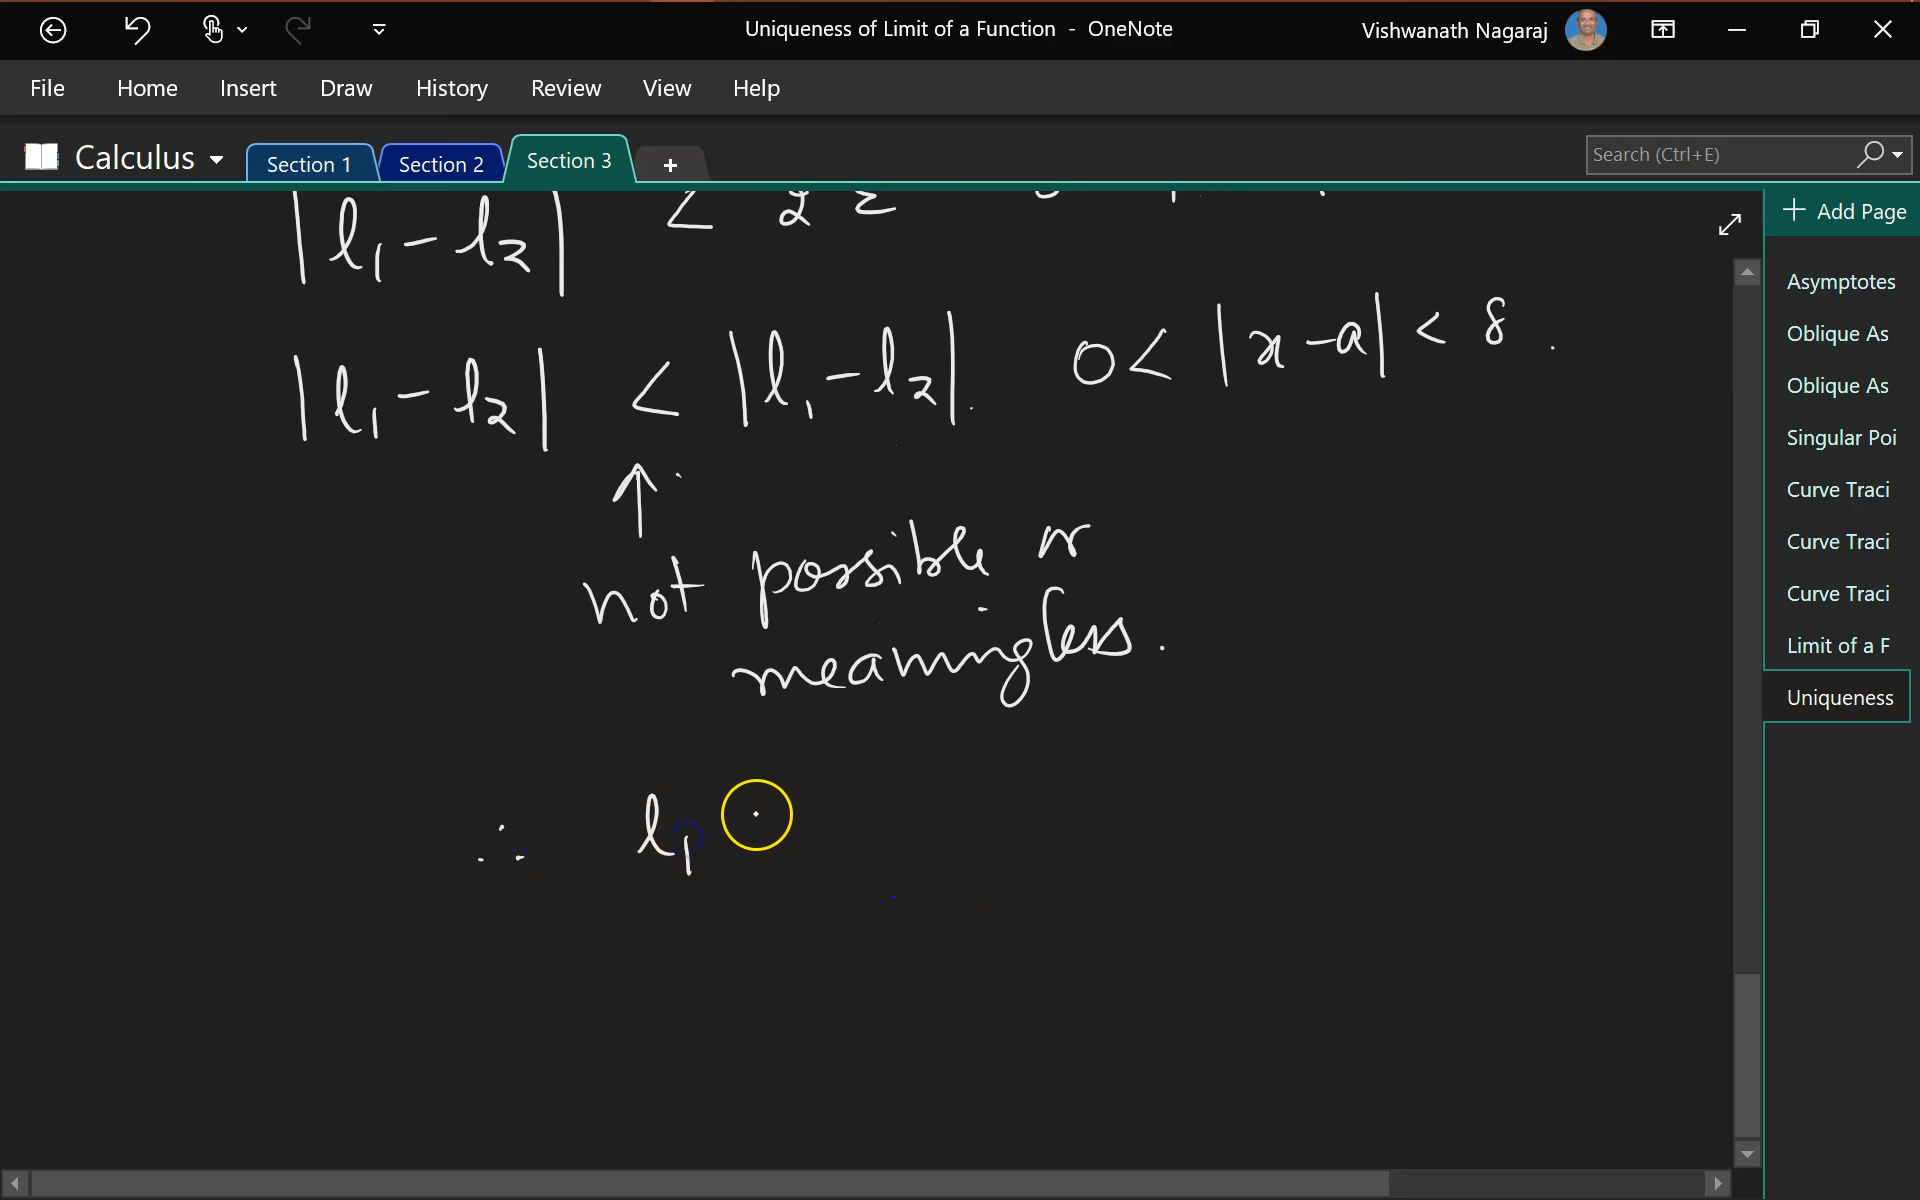 Uniqueness of Limit of a Function - OneNote
Vishwanath Nagaraj
File Home Insert Draw History Review View Help
Calculus Section 1 Section 2 Section 3 +
Search (Ctrl+E)
+ Add Page
|l₁ - l₂| < 2 ε
|l₁ - l₂| < |l₁ - l₂|. 0 < |x - a| < δ.
↑
not possible or
meaningless.
∴ l₁
Asymptotes
Oblique As
Oblique As
Singular Poi
Curve Traci
Curve Traci
Curve Traci
Limit of a F
Uniqueness